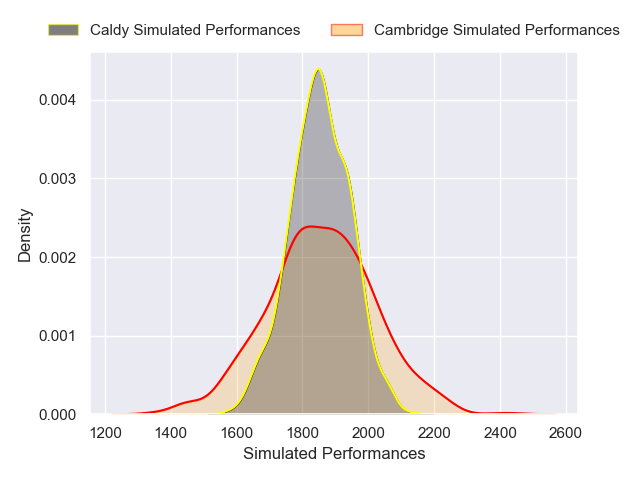 Caldy Simulated Performances Cambridge Simulated Performances
0.004
0.003
0.002
0.001
0.000
Density
1200 1400 1600 1800 2000 2200 2400 2600
Simulated Performances